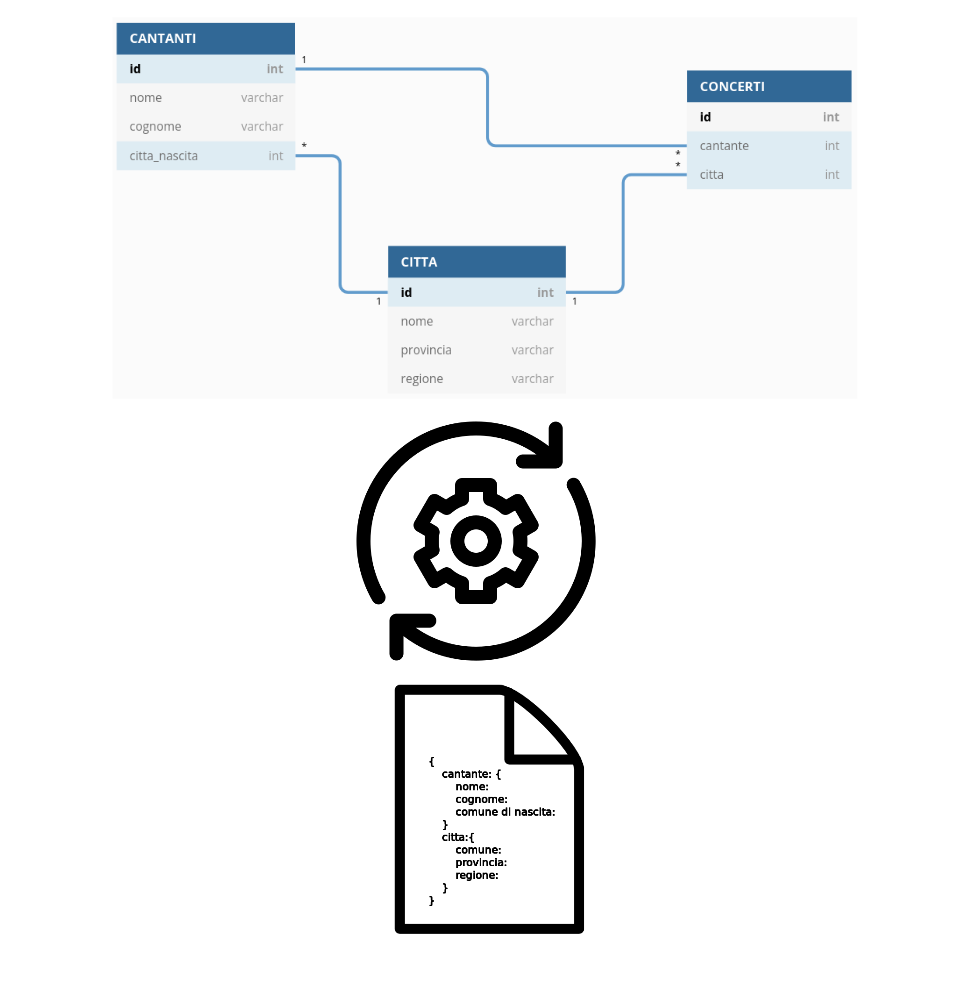 CANTANTI
id int
nome varchar
cognome varchar
citta_nascita int
1
*
CONCERTI
id int
cantante int
citta int
*
*
CITTA
id int
nome varchar
provincia varchar
regione varchar
1
1
{
cantante: {
nome:
cognome:
comune di nascita:
}
citta:{
comune:
provincia:
regione:
}
}